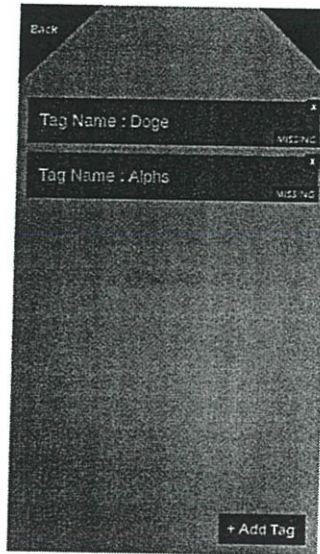 Back
x
Tag Name : Doge
MISSING
x
Tag Name : Alphs
MISSING
+ Add Tag